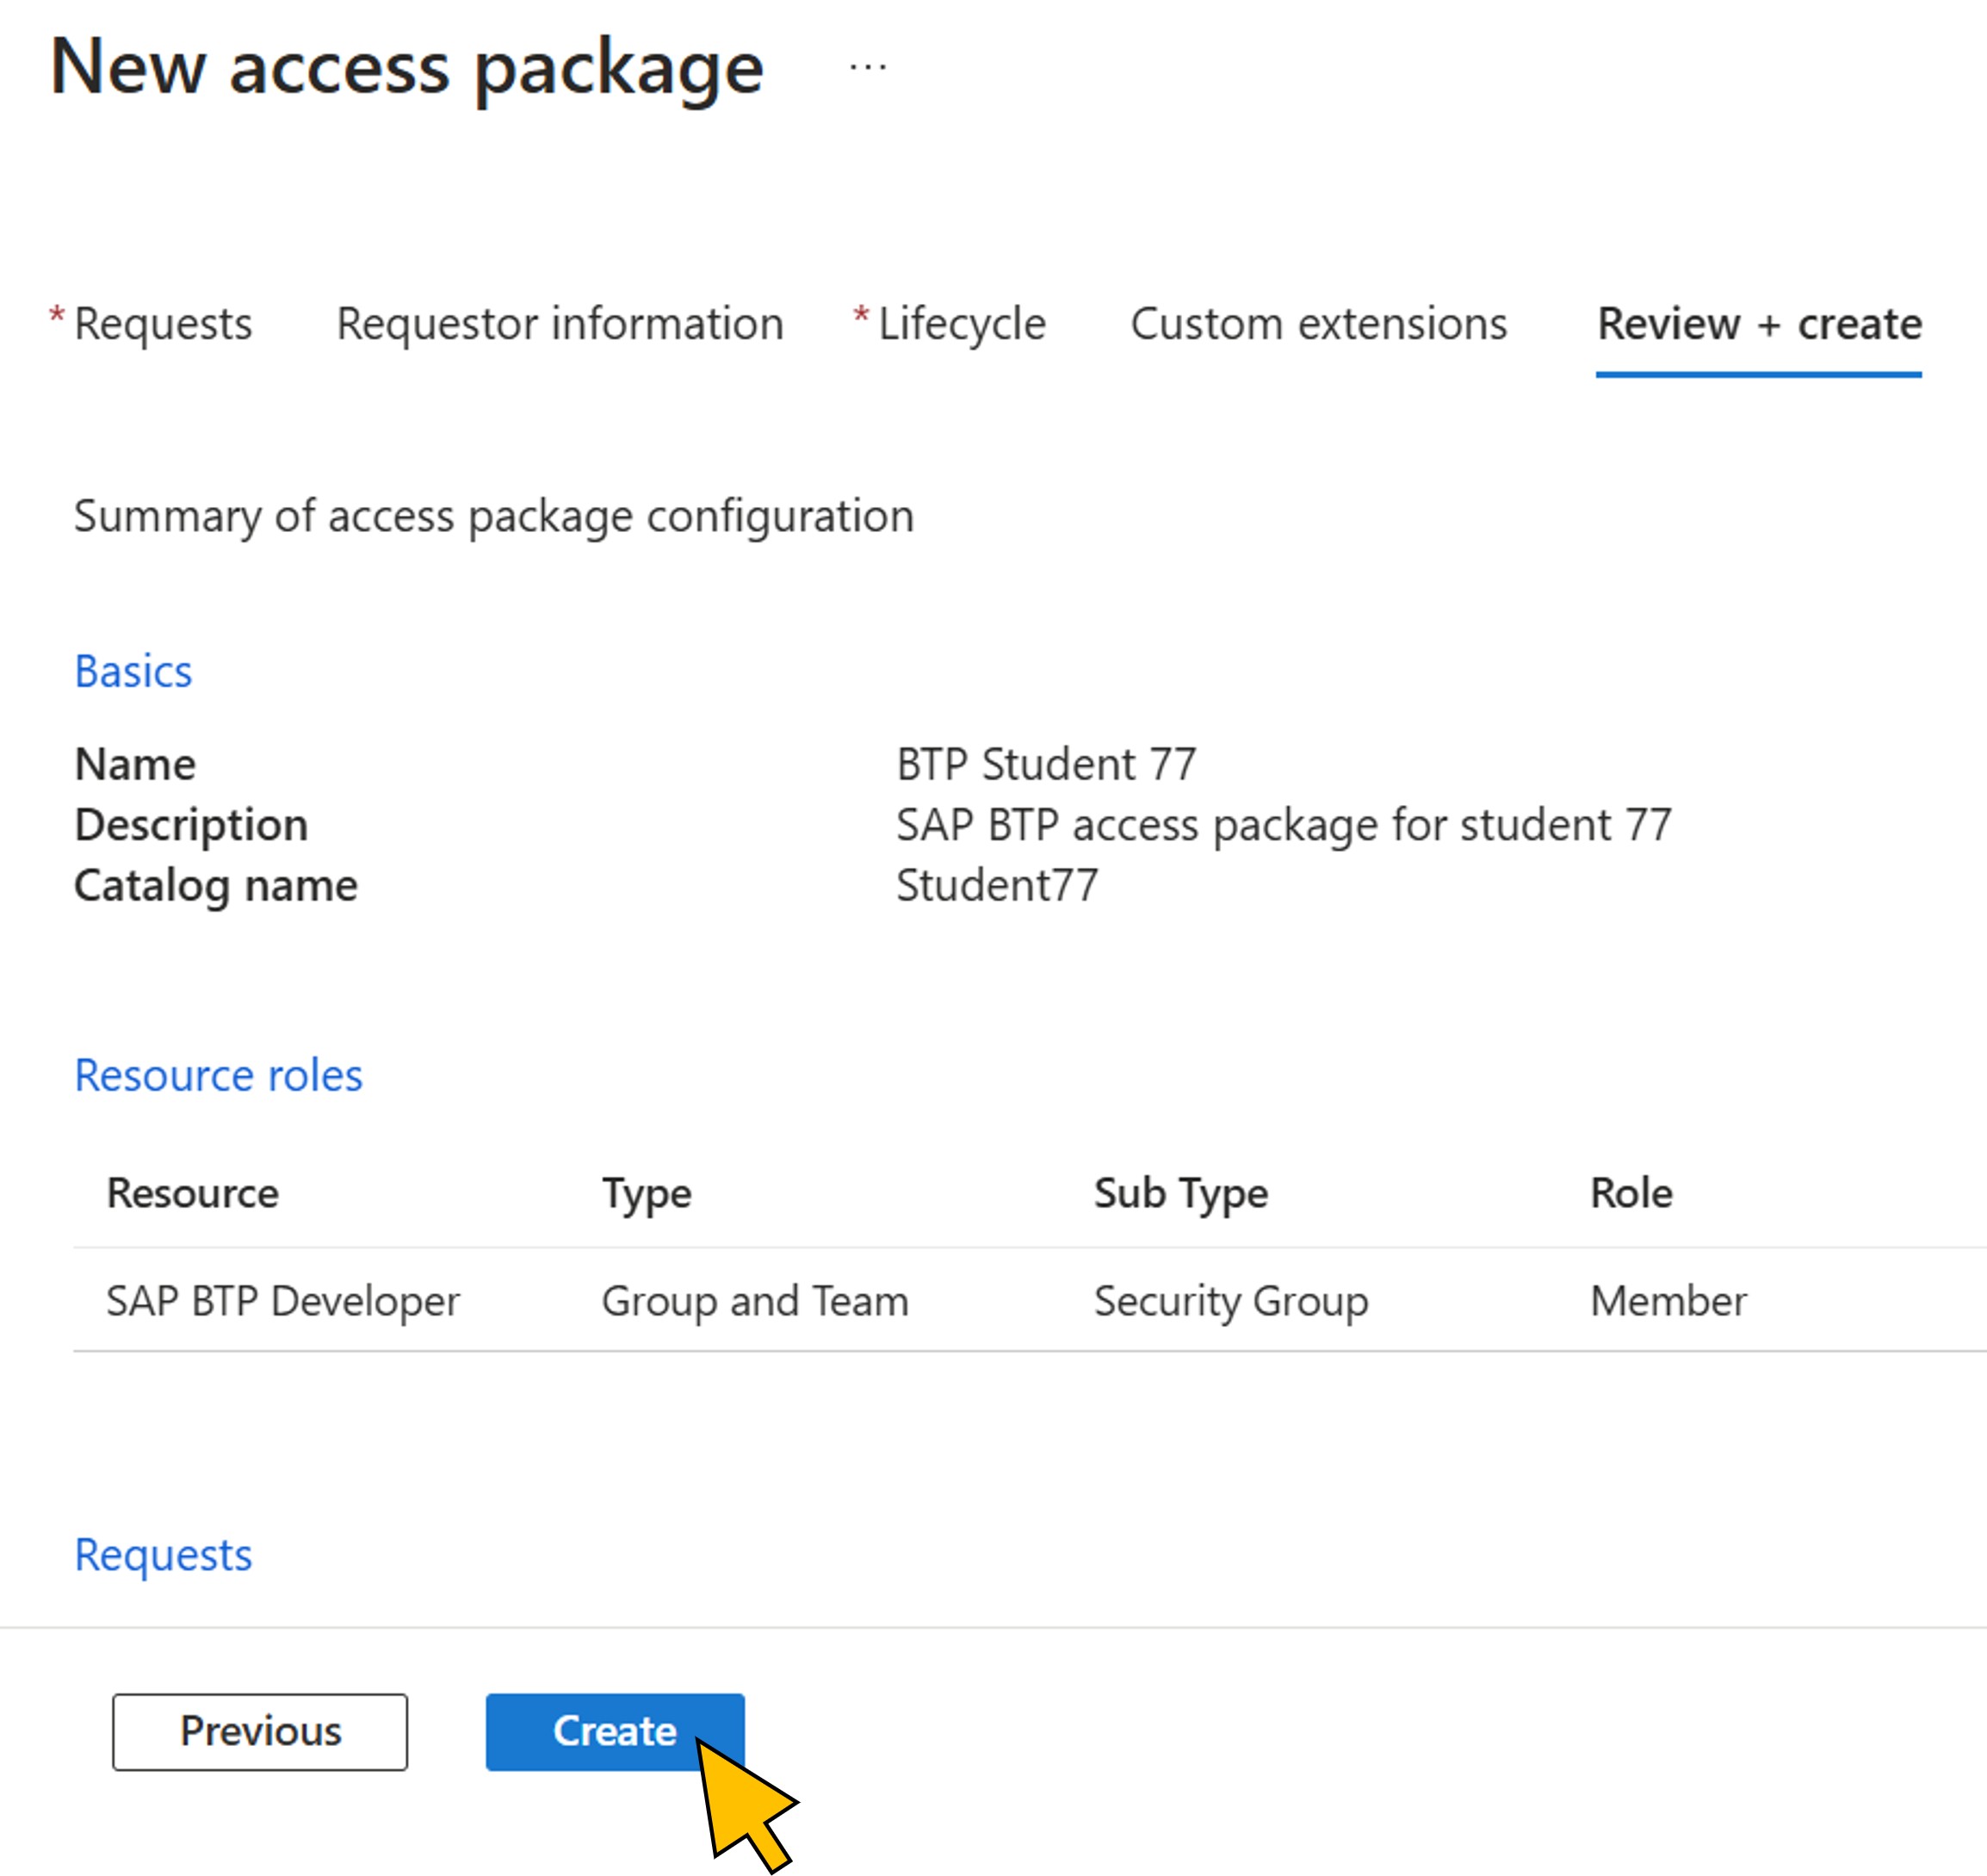 New access package ...
* Requests Requestor information * Lifecycle Custom extensions Review + create
Summary of access package configuration
Basics
Name BTP Student 77
Description SAP BTP access package for student 77
Catalog name Student77
Resource roles
Resource Type Sub Type Role
SAP BTP Developer Group and Team Security Group Member
Requests
Previous Create